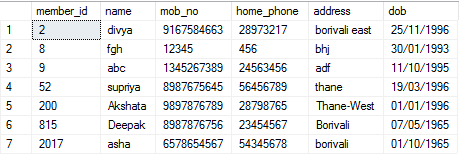 member_id name mob_no home_phone address dob
1 2 divya 9167584663 28973217 borivali east 25/11/1996
2 8 fgh 12345 456 bhj 30/01/1993
3 9 abc 1345267389 24563456 adf 11/10/1995
4 52 supriya 8987675645 56456789 thane 19/03/1996
5 200 Akshata 9897876789 28798765 Thane-West 01/01/1996
6 815 Deepak 8987876756 23454567 Borivali 07/05/1965
7 2017 asha 6578654567 54345678 borivali 01/10/1965